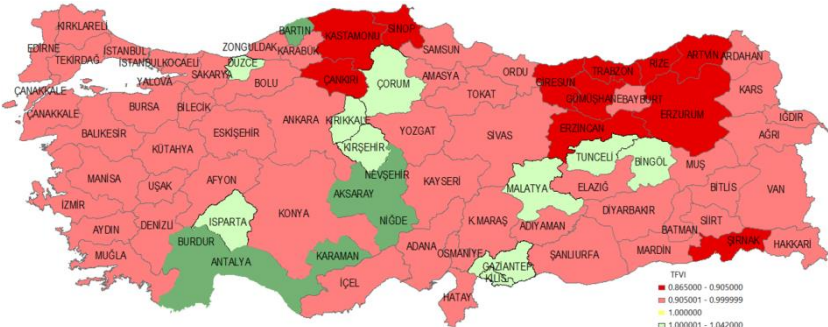 BARTIN
SİNOP
KASTAMONU
KIRKLARELİ
ZONGULDAK
EDİRNE
İSTANBUL
KARABÜK
SAMSUN
ARTVİN
ARDAHAN
TEKİRDAĞ
İSTANBUL KOCAELİ
DÜZCE
RİZE
TRABZON
YALOVA
SAKARYA
BOLU
ÇANKIRI
ÇORUM
AMASYA
ORDU
GİRESUN
ÇANAKKALE
GÜMÜŞHANE
BAYBURT
KARS
ÇANAKKALE
BURSA
BİLECİK
TOKAT
ERZURUM
IĞDIR
BALIKESİR
ESKİŞEHİR
ANKARA
KIRIKKALE
YOZGAT
SİVAS
ERZİNCAN
AĞRI
KÜTAHYA
KIRŞEHİR
TUNCELİ
BİNGÖL
MUŞ
MANİSA
UŞAK
AFYON
NEVŞEHİR
KAYSERİ
MALATYA
ELAZIĞ
BİTLİS
VAN
İZMİR
AKSARAY
AYDIN
DENİZLİ
ISPARTA
KONYA
NİĞDE
K.MARAŞ
ADIYAMAN
DİYARBAKIR
BATMAN
SİİRT
BURDUR
ŞIRNAK
HAKKARİ
MUĞLA
ANTALYA
KARAMAN
ADANA
OSMANİYE
GAZİANTEP
ŞANLIURFA
MARDİN
İÇEL
KİLİS
HATAY
TFVI
0.865000 - 0.905000
0.905001 - 0.999999
1.000000
1.000001 - 1.042000